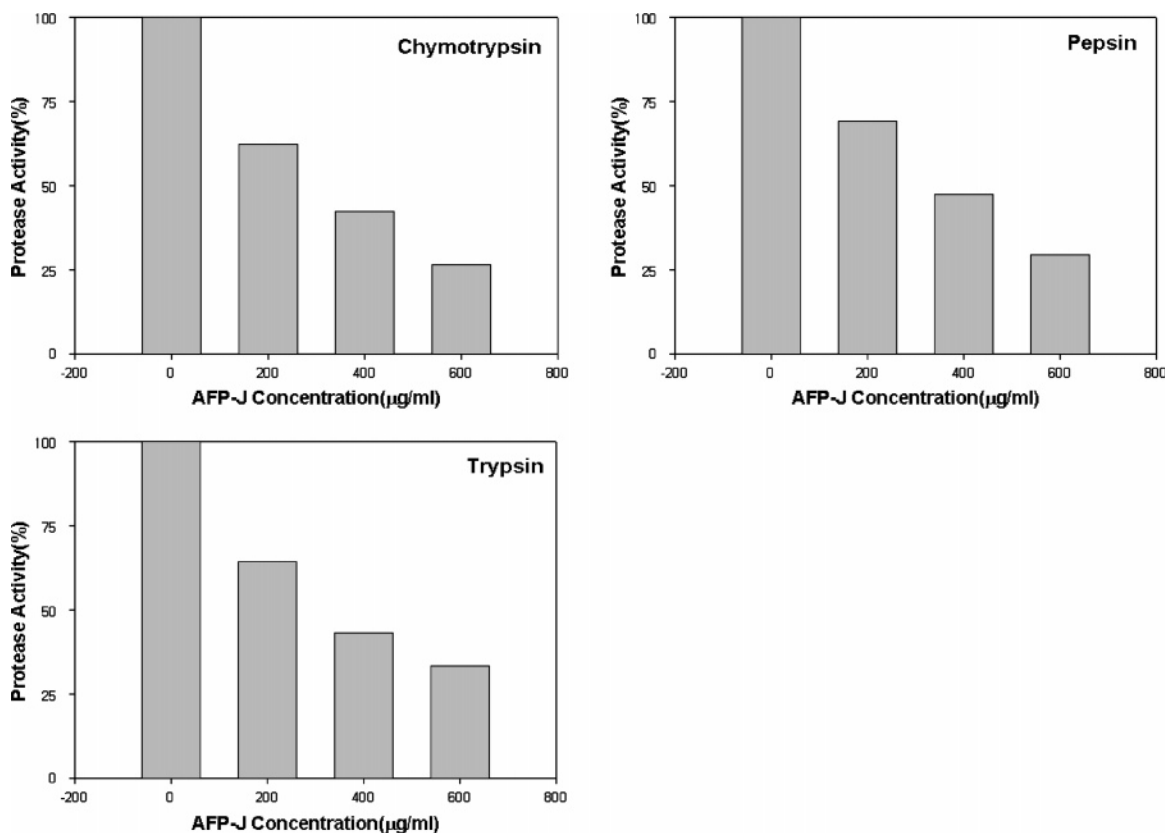 Chymotrypsin
Protease Activity(%)
100
75
50
25
0
-200 0 200 400 600 800
AFP-J Concentration(µg/ml)
Pepsin
Protease Activity(%)
100
75
50
25
0
-200 0 200 400 600 800
AFP-J Concentration(µg/ml)
Trypsin
Protease Activity(%)
100
75
50
25
0
-200 0 200 400 600 800
AFP-J Concentration(µg/ml)